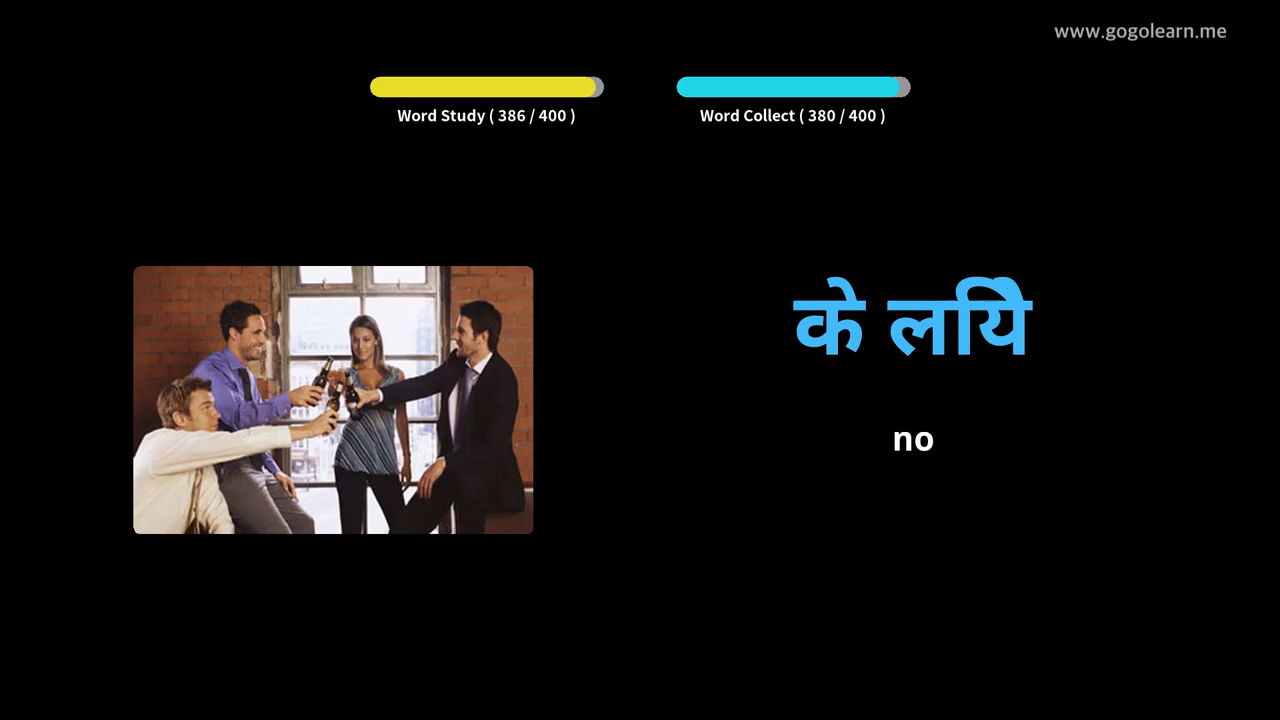 www.gogolearn.me
Word Study ( 386 / 400 )
Word Collect ( 380 / 400 )
के लयिे
no